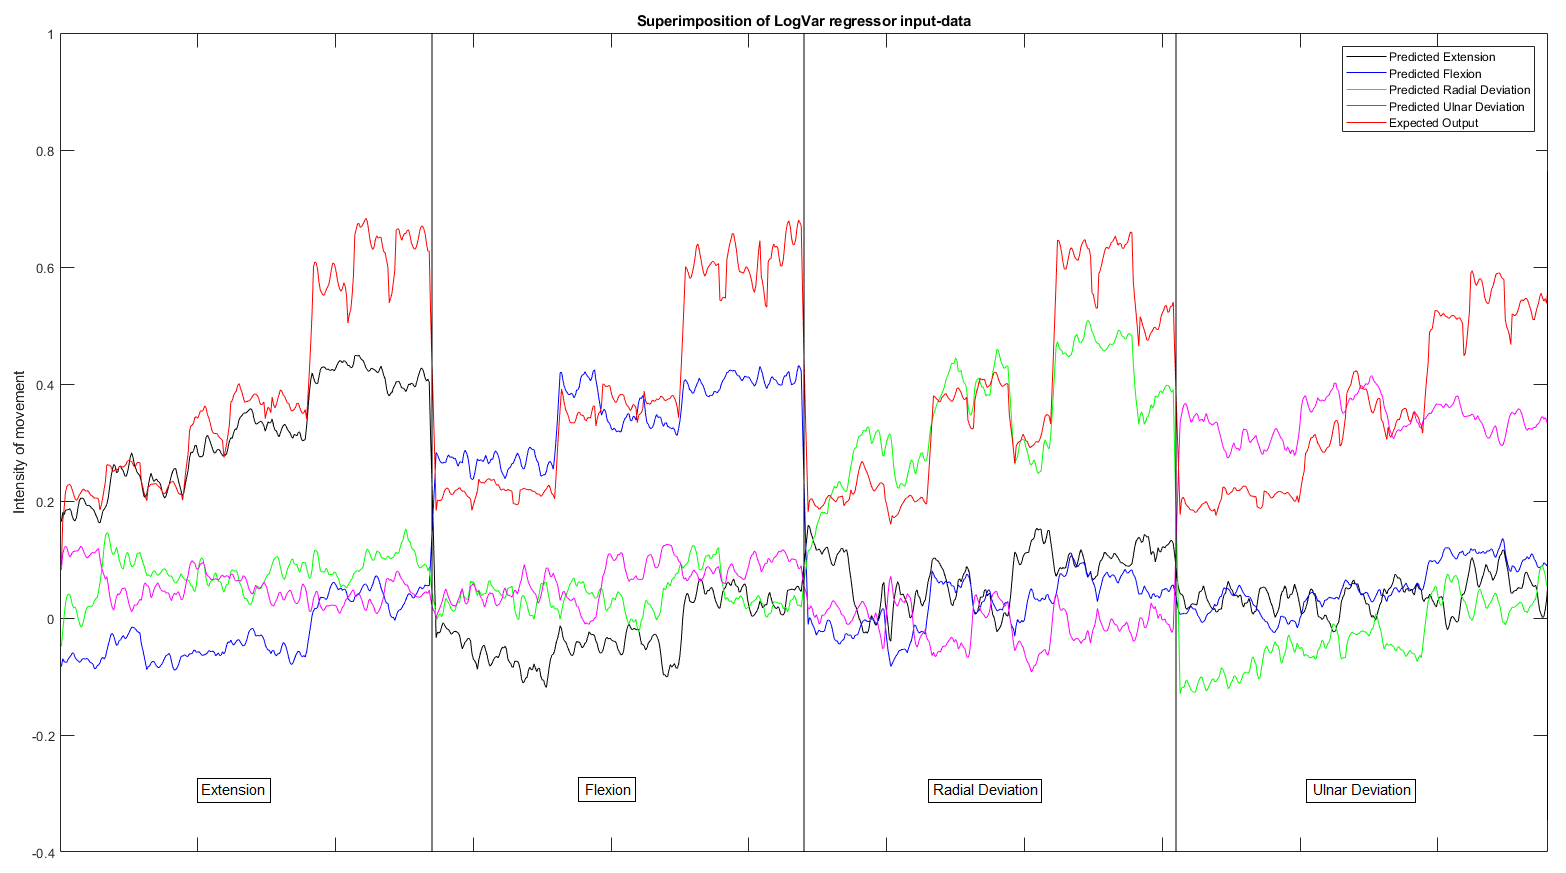 Superimposition of LogVar regressor input-data
1
0.8
0.6
0.4
0.2
0
-0.2
-0.4
Intensity of movement
Predicted Extension
Predicted Flexion
Predicted Radial Deviation
Predicted Ulnar Deviation
Expected Output
Extension
Flexion
Radial Deviation
Ulnar Deviation